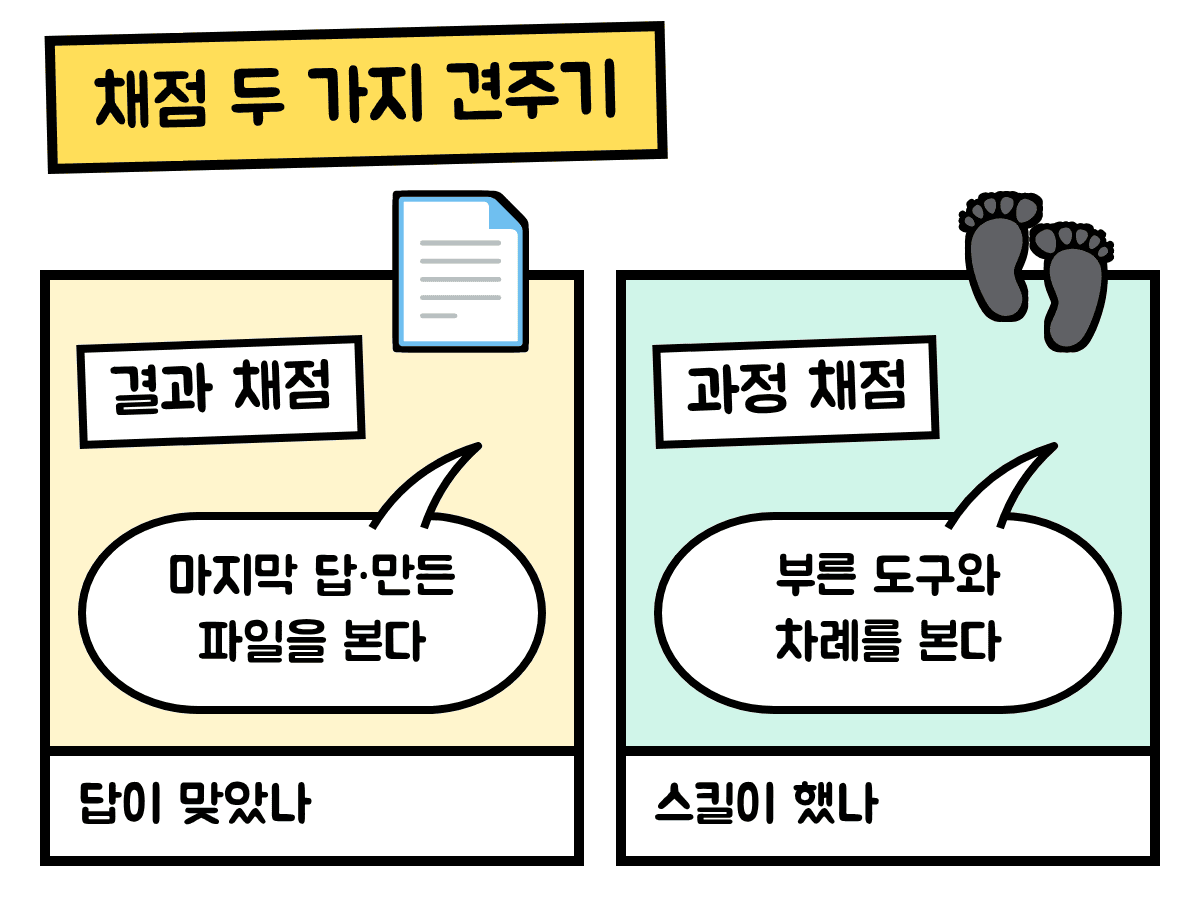 채점 두 가지 견주기
결과 채점
마지막 답·만든
파일을 본다
답이 맞았나
과정 채점
부른 도구와
차례를 본다
스킬이 했나